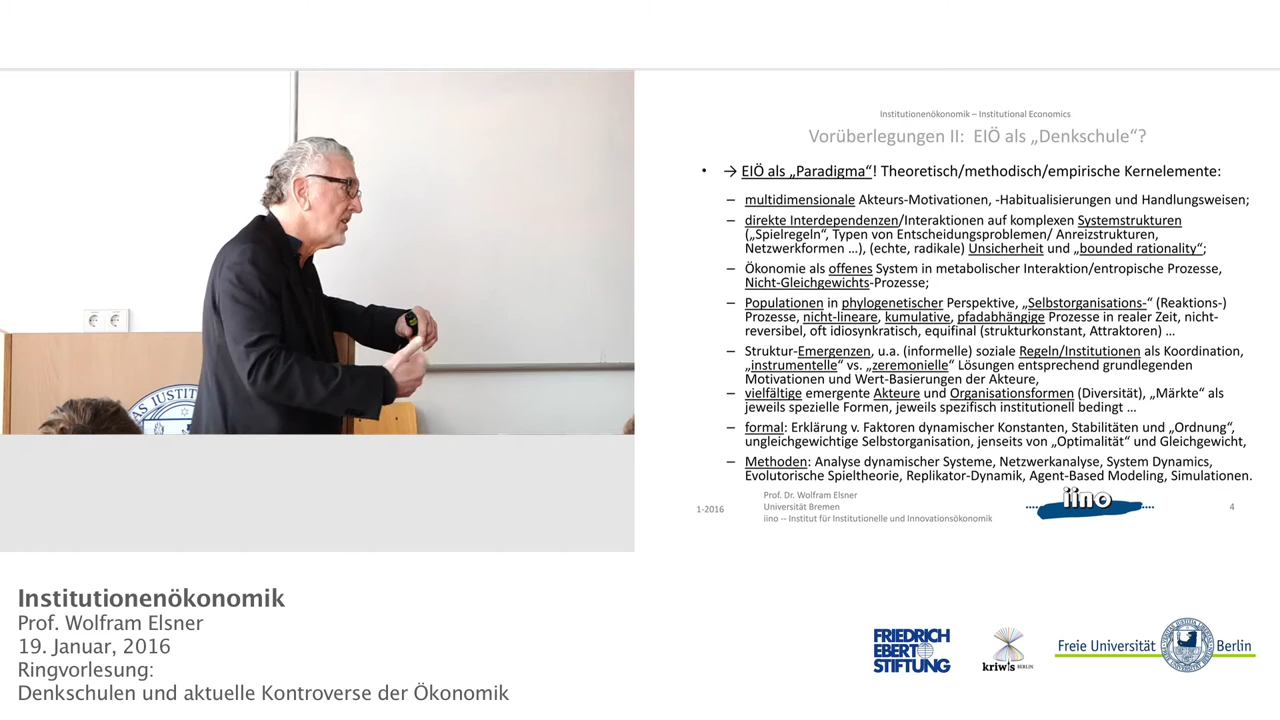 Institutionenökonomik – Institutional Economics
Vorüberlegungen II: EIÖ als „Denkschule“?
• → EIÖ als „Paradigma“! Theoretisch/methodisch/empirische Kernelemente:
– multidimensionale Akteurs-Motivationen, -Habitualisierungen und Handlungsweisen;
– direkte Interdependenzen/Interaktionen auf komplexen Systemstrukturen
(„Spielregeln“, Typen von Entscheidungsproblemen/ Anreizstrukturen,
Netzwerkformen …), (echte, radikale) Unsicherheit und „bounded rationality“;
– Ökonomie als offenes System in metabolischer Interaktion/entropische Prozesse,
Nicht-Gleichgewichts-Prozesse;
– Populationen in phylogenetischer Perspektive, „Selbstorganisations-“ (Reaktions-)
Prozesse, nicht-lineare, kumulative, pfadabhängige Prozesse in realer Zeit, nicht-
reversibel, oft idiosynkratisch, equifinal (strukturkonstant, Attraktoren) …
– Struktur-Emergenzen, u.a. (informelle) soziale Regeln/Institutionen als Koordination,
„instrumentelle“ vs. „zeremonielle“ Lösungen entsprechend grundlegenden
Motivationen und Wert-Basierungen der Akteure,
– vielfältige emergente Akteure und Organisationsformen (Diversität), „Märkte“ als
jeweils spezielle Formen, jeweils spezifisch institutionell bedingt …
– formal: Erklärung v. Faktoren dynamischer Konstanten, Stabilitäten und „Ordnung“,
ungleichgewichtige Selbstorganisation, jenseits von „Optimalität“ und Gleichgewicht,
– Methoden: Analyse dynamischer Systeme, Netzwerkanalyse, System Dynamics,
Evolutorische Spieltheorie, Replikator-Dynamik, Agent-Based Modeling, Simulationen.
1-2016
Prof. Dr. Wolfram Elsner
Universität Bremen
iino -- Institut für Institutionelle und Innovationsökonomik
iino
4
Institutionenökonomik
Prof. Wolfram Elsner
19. Januar, 2016
Ringvorlesung:
Denkschulen und aktuelle Kontroverse der Ökonomik
FRIEDRICH
EBERT
STIFTUNG
kriwis BERLIN
Freie Universität Berlin